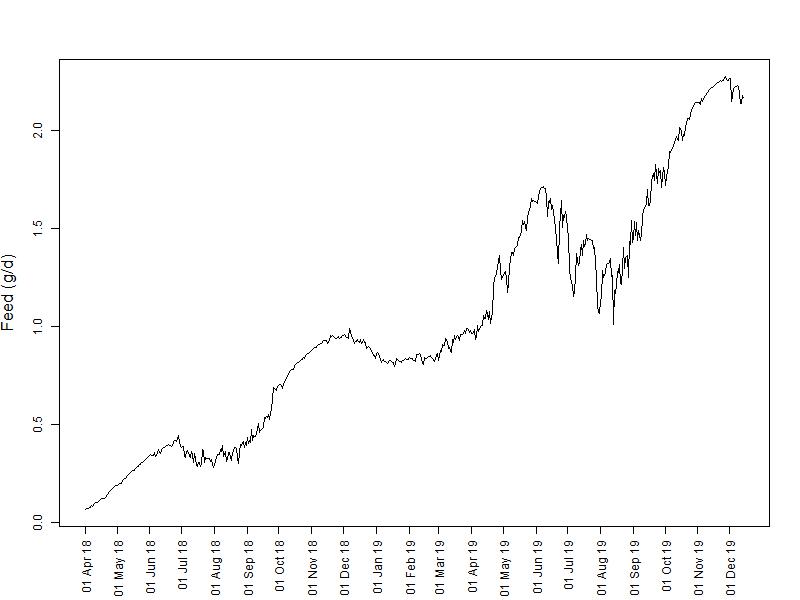 Feed (g/d)
2.0
1.5
1.0
0.5
0.0
01 Apr 18
01 May 18
01 Jun 18
01 Jul 18
01 Aug 18
01 Sep 18
01 Oct 18
01 Nov 18
01 Dec 18
01 Jan 19
01 Feb 19
01 Mar 19
01 Apr 19
01 May 19
01 Jun 19
01 Jul 19
01 Aug 19
01 Sep 19
01 Oct 19
01 Nov 19
01 Dec 19